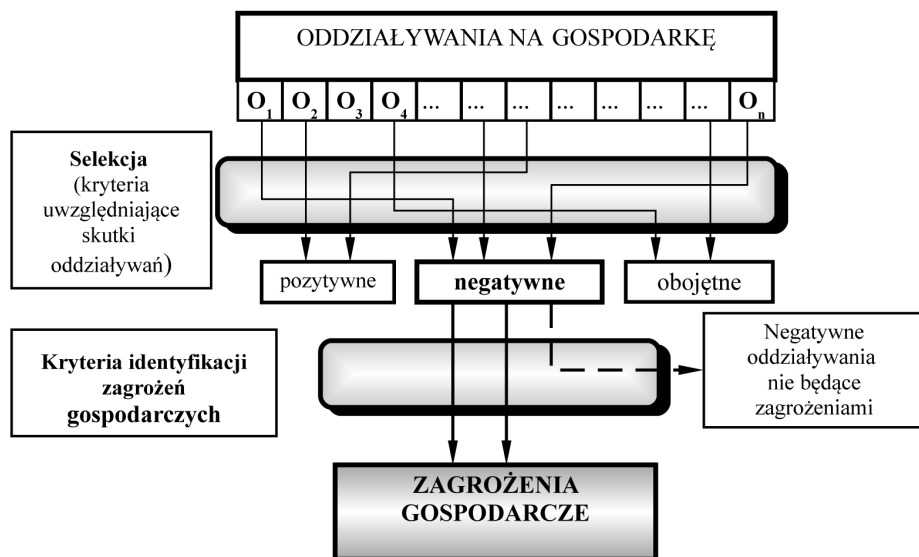 ODDZIAŁYWANIA NA GOSPODARKĘ
O1 O2 O3 O4 ... ... ... ... ... ... ... On
Selekcja
(kryteria
uwzględniające
skutki
oddziaływań)
pozytywne
negatywne
obojętne
Kryteria identyfikacji
zagrożeń
gospodarczych
Negatywne
oddziaływania
nie będące
zagrożeniami
ZAGROŻENIA
GOSPODARCZE